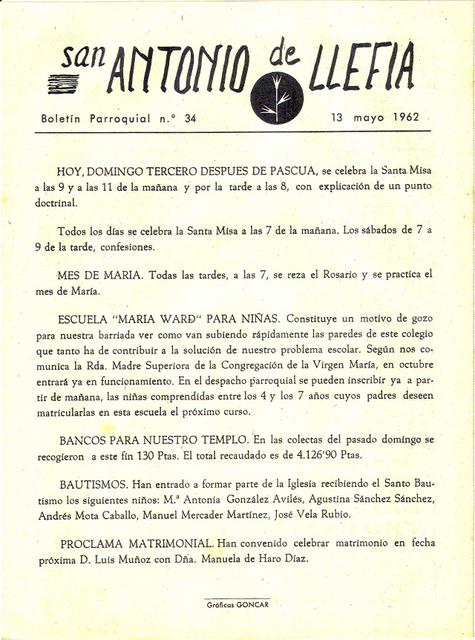 san ANTONIO de LLEFIA
Boletín Parroquial n.º 34 13 mayo 1962
HOY, DOMINGO TERCERO DESPUES DE PASCUA, se celebra la Santa Misa
a las 9 y a las 11 de la mañana y por la tarde a las 8, con explicación de un punto
doctrinal.
Todos los días se celebra la Santa Misa a las 7 de la mañana. Los sábados de 7 a
9 de la tarde, confesiones.
MES DE MARIA. Todas las tardes, a las 7, se reza el Rosario y se practica el
mes de María.
ESCUELA "MARIA WARD" PARA NIÑAS. Constituye un motivo de gozo
para nuestra barriada ver como van subiendo rápidamente las paredes de este colegio
que tanto ha de contribuir a la solución de nuestro problema escolar. Según nos co-
munica la Rda. Madre Superiora de la Congregación de la Virgen María, en octubre
entrará ya en funcionamiento. En el despacho parroquial se pueden inscribir ya a par-
tir de mañana, las niñas comprendidas entre los 4 y los 7 años cuyos padres deseen
matricularlas en esta escuela el próximo curso.
BANCOS PARA NUESTRO TEMPLO. En las colectas del pasado domingo se
recogieron a este fin 130 Ptas. El total recaudado es de 4.126'90 Ptas.
BAUTISMOS. Han entrado a formar parte de la Iglesia recibiendo el Santo Bau-
tismo los siguientes niños: M.ª Antonia González Avilés, Agustina Sánchez Sánchez,
Andrés Mota Caballo, Manuel Mercader Martínez, José Vela Rubio.
PROCLAMA MATRIMONIAL. Han convenido celebrar matrimonio en fecha
próxima D. Luis Muñoz con Dña. Manuela de Haro Díaz.
Gráficas GONCAR